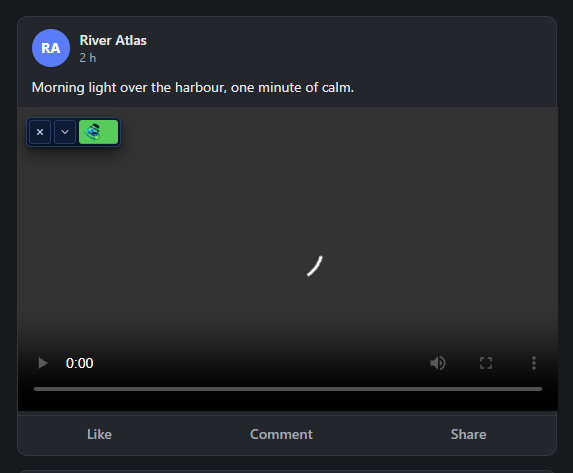 RA
River Atlas
2 h
Morning light over the harbour, one minute of calm.
0:00
Like Comment Share